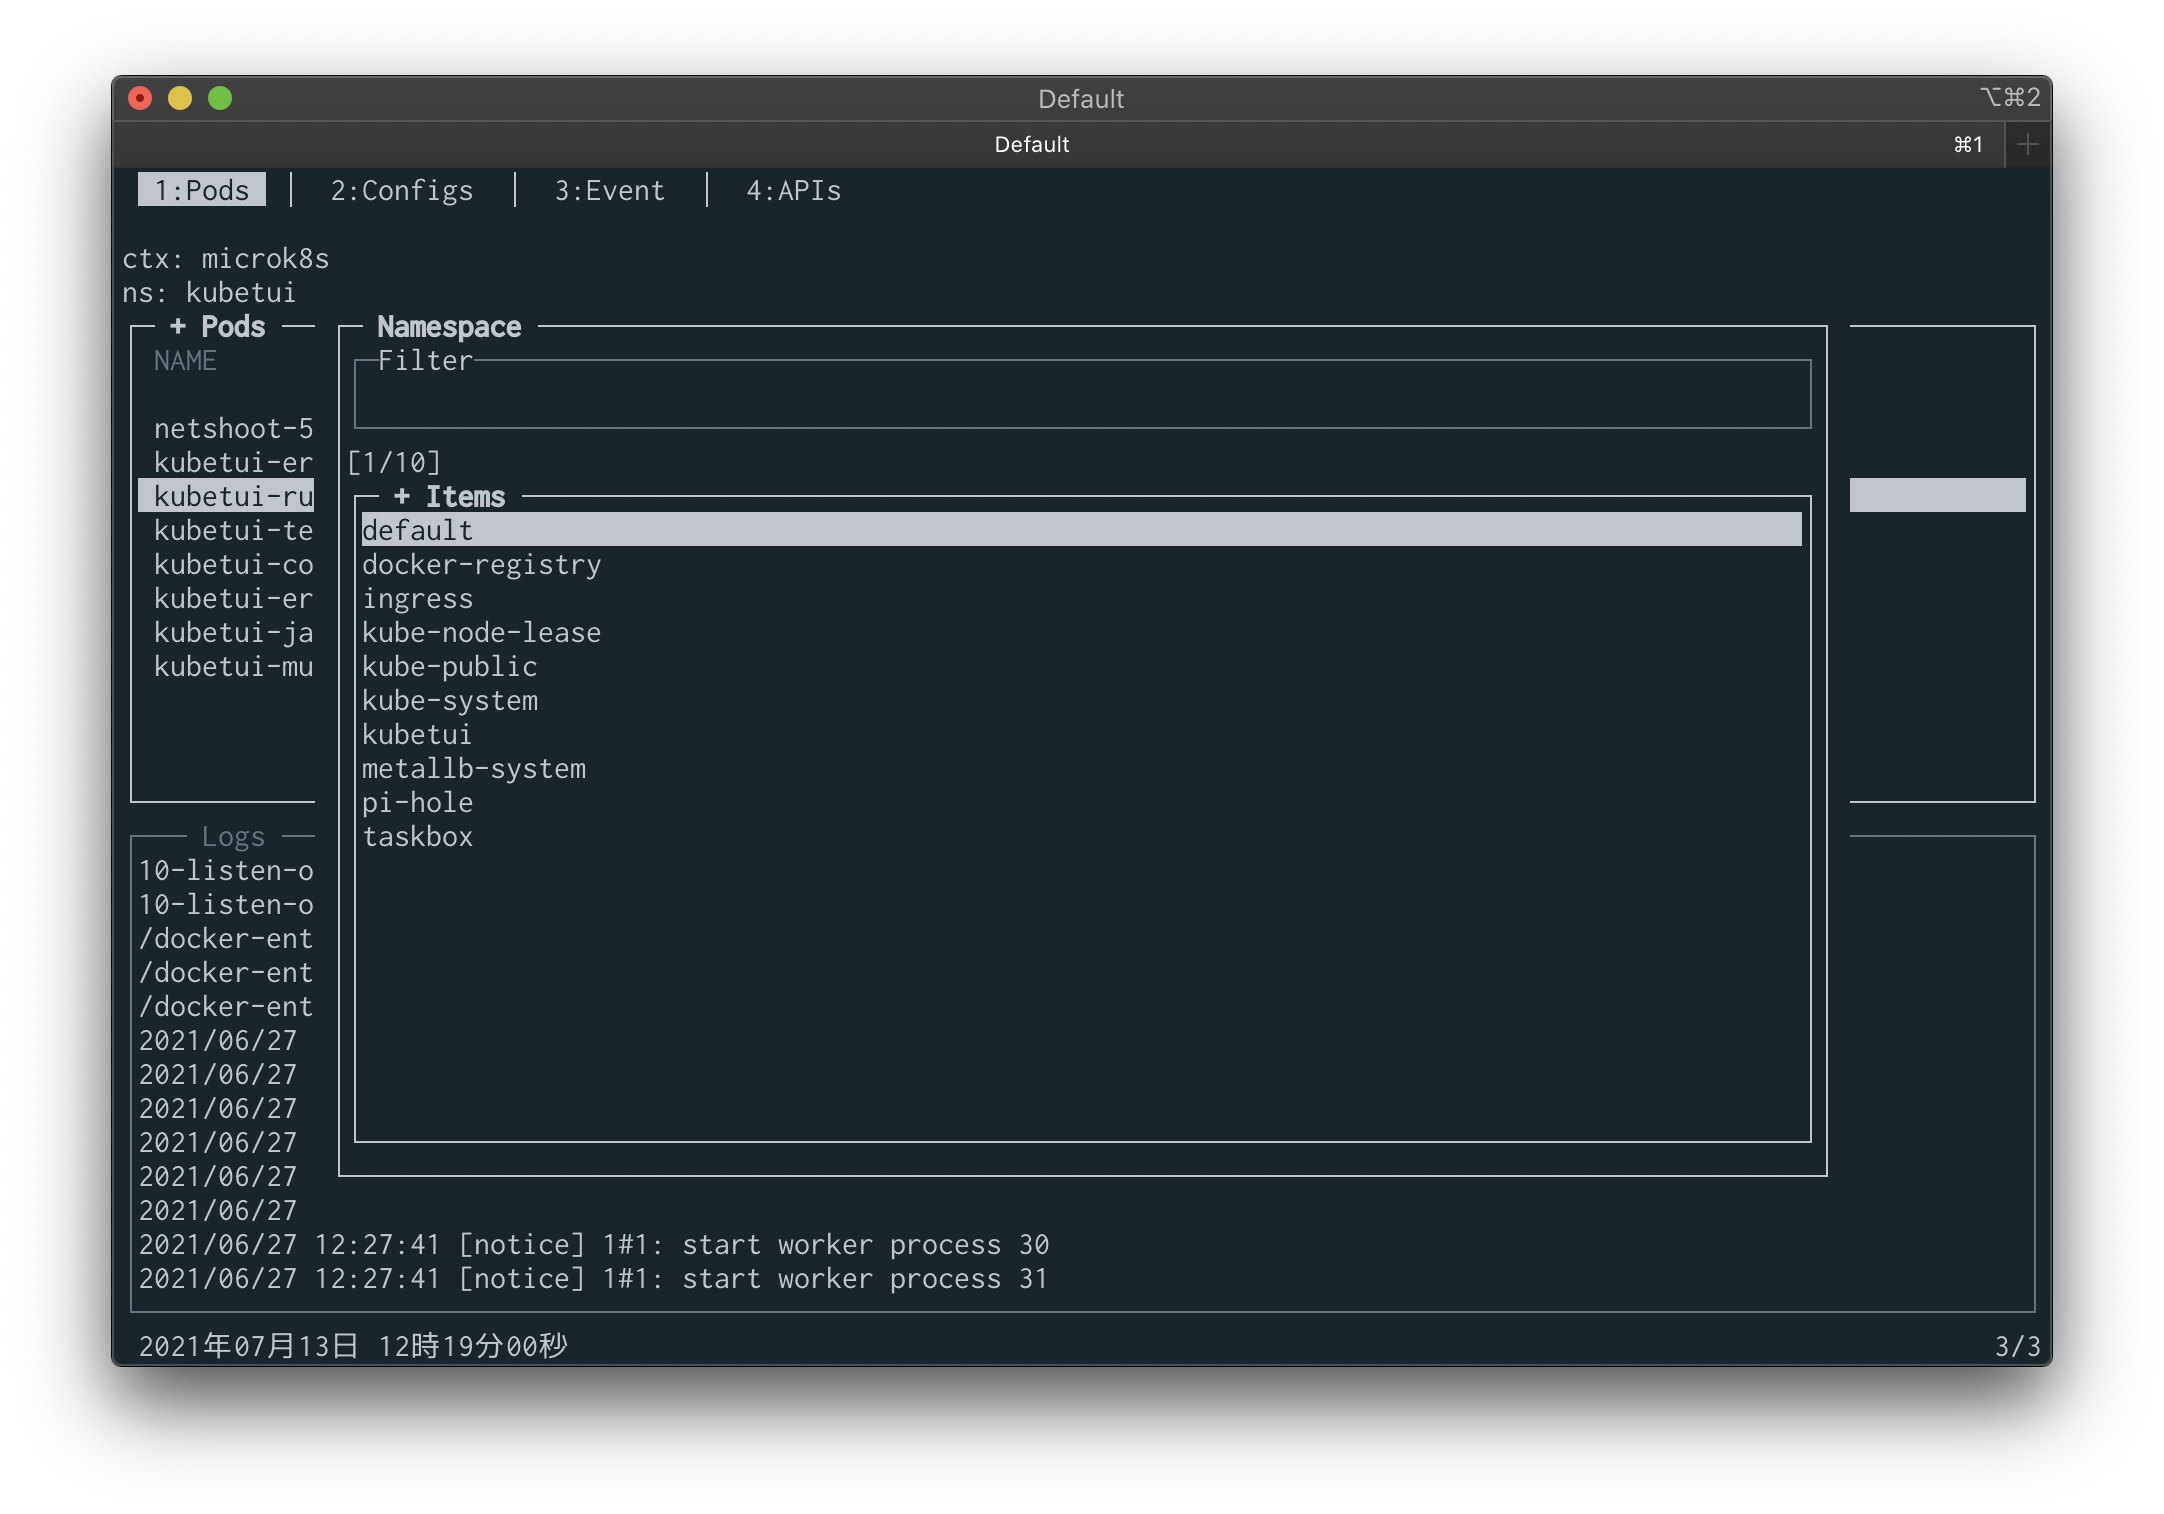 Default
⌥⌘2
Default
⌘1
1:Pods │ 2:Configs │ 3:Event │ 4:APIs
ctx: microk8s
ns: kubetui
+ Pods
NAME
netshoot-5
kubetui-er
kubetui-ru
kubetui-te
kubetui-co
kubetui-er
kubetui-ja
kubetui-mu
Namespace
Filter
[1/10]
+ Items
default
docker-registry
ingress
kube-node-lease
kube-public
kube-system
kubetui
metallb-system
pi-hole
taskbox
Logs
10-listen-o
10-listen-o
/docker-ent
/docker-ent
/docker-ent
2021/06/27
2021/06/27
2021/06/27
2021/06/27
2021/06/27
2021/06/27
2021/06/27 12:27:41 [notice] 1#1: start worker process 30
2021/06/27 12:27:41 [notice] 1#1: start worker process 31
2021年07月13日 12時19分00秒
3/3